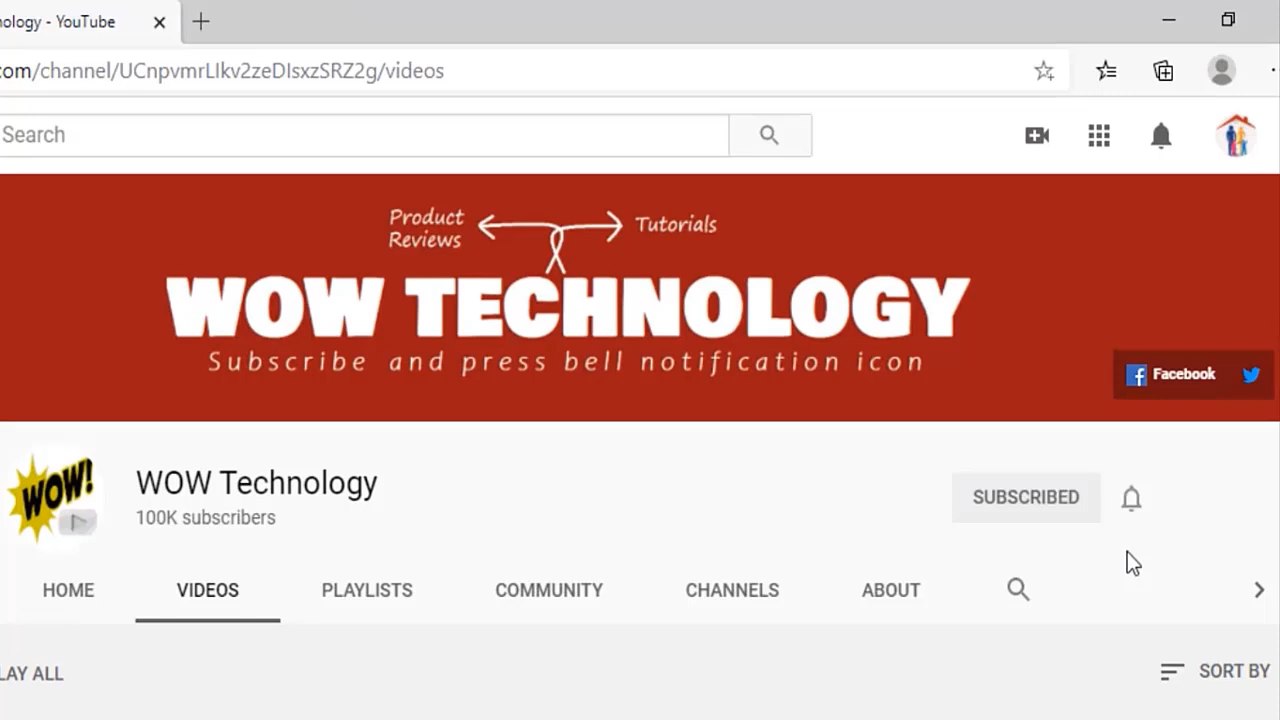 nology - YouTube
com/channel/UCnpvmrLIkv2zeDIsxzSRZ2g/videos
Search
Product
Reviews
Tutorials
WOW TECHNOLOGY
Subscribe and press bell notification icon
Facebook
WOW!
WOW Technology
100K subscribers
SUBSCRIBED
HOME VIDEOS PLAYLISTS COMMUNITY CHANNELS ABOUT
LAY ALL
SORT BY